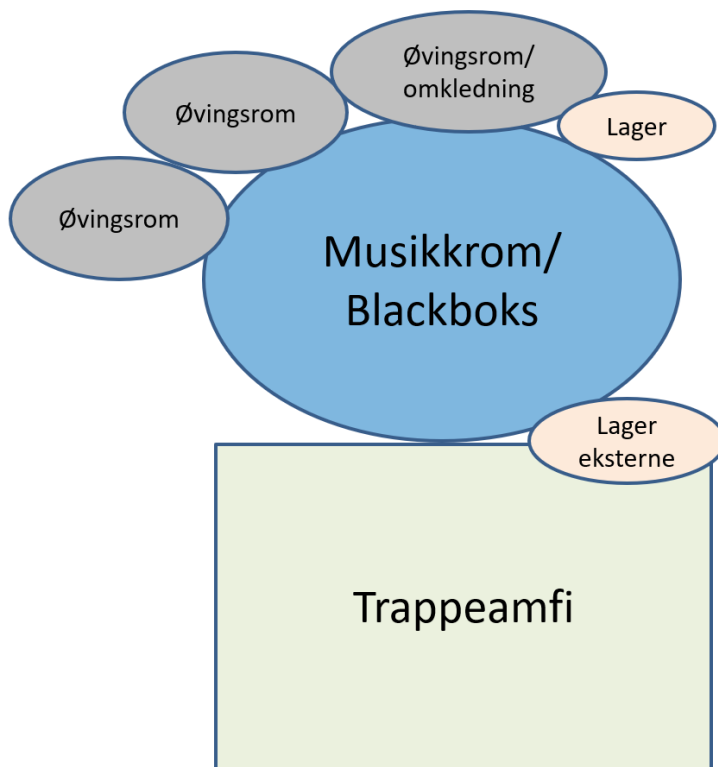 Øvingsrom/
omkledning
Øvingsrom
Lager
Øvingsrom
Musikkrom/
Blackboks
Lager
eksterne
Trappeamfi